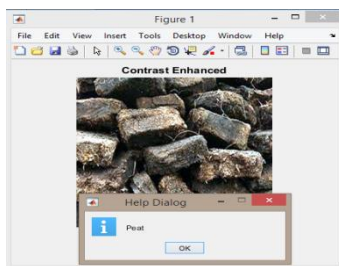 Figure 1
File Edit View Insert Tools Desktop Window Help
Contrast Enhanced
Help Dialog
Peat
OK